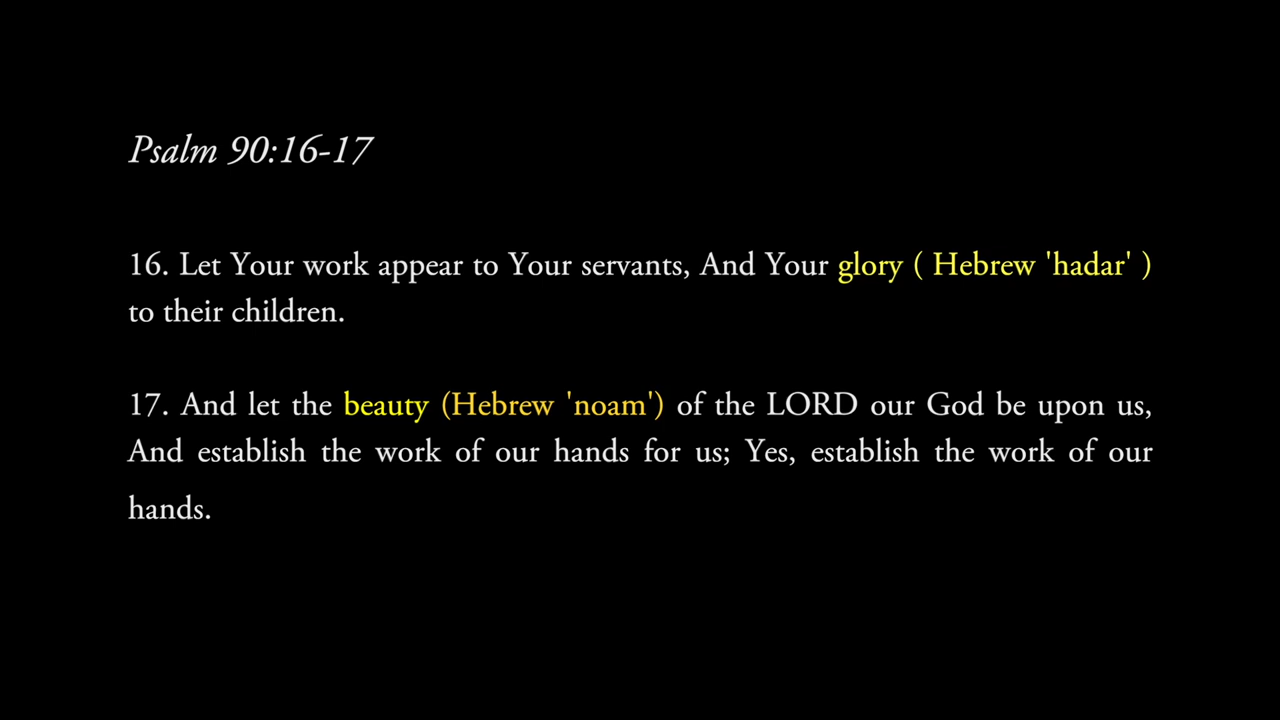 Psalm 90:16-17
16. Let Your work appear to Your servants, And Your glory ( Hebrew 'hadar' )
to their children.
17. And let the beauty (Hebrew 'noam') of the LORD our God be upon us,
And establish the work of our hands for us; Yes, establish the work of our
hands.